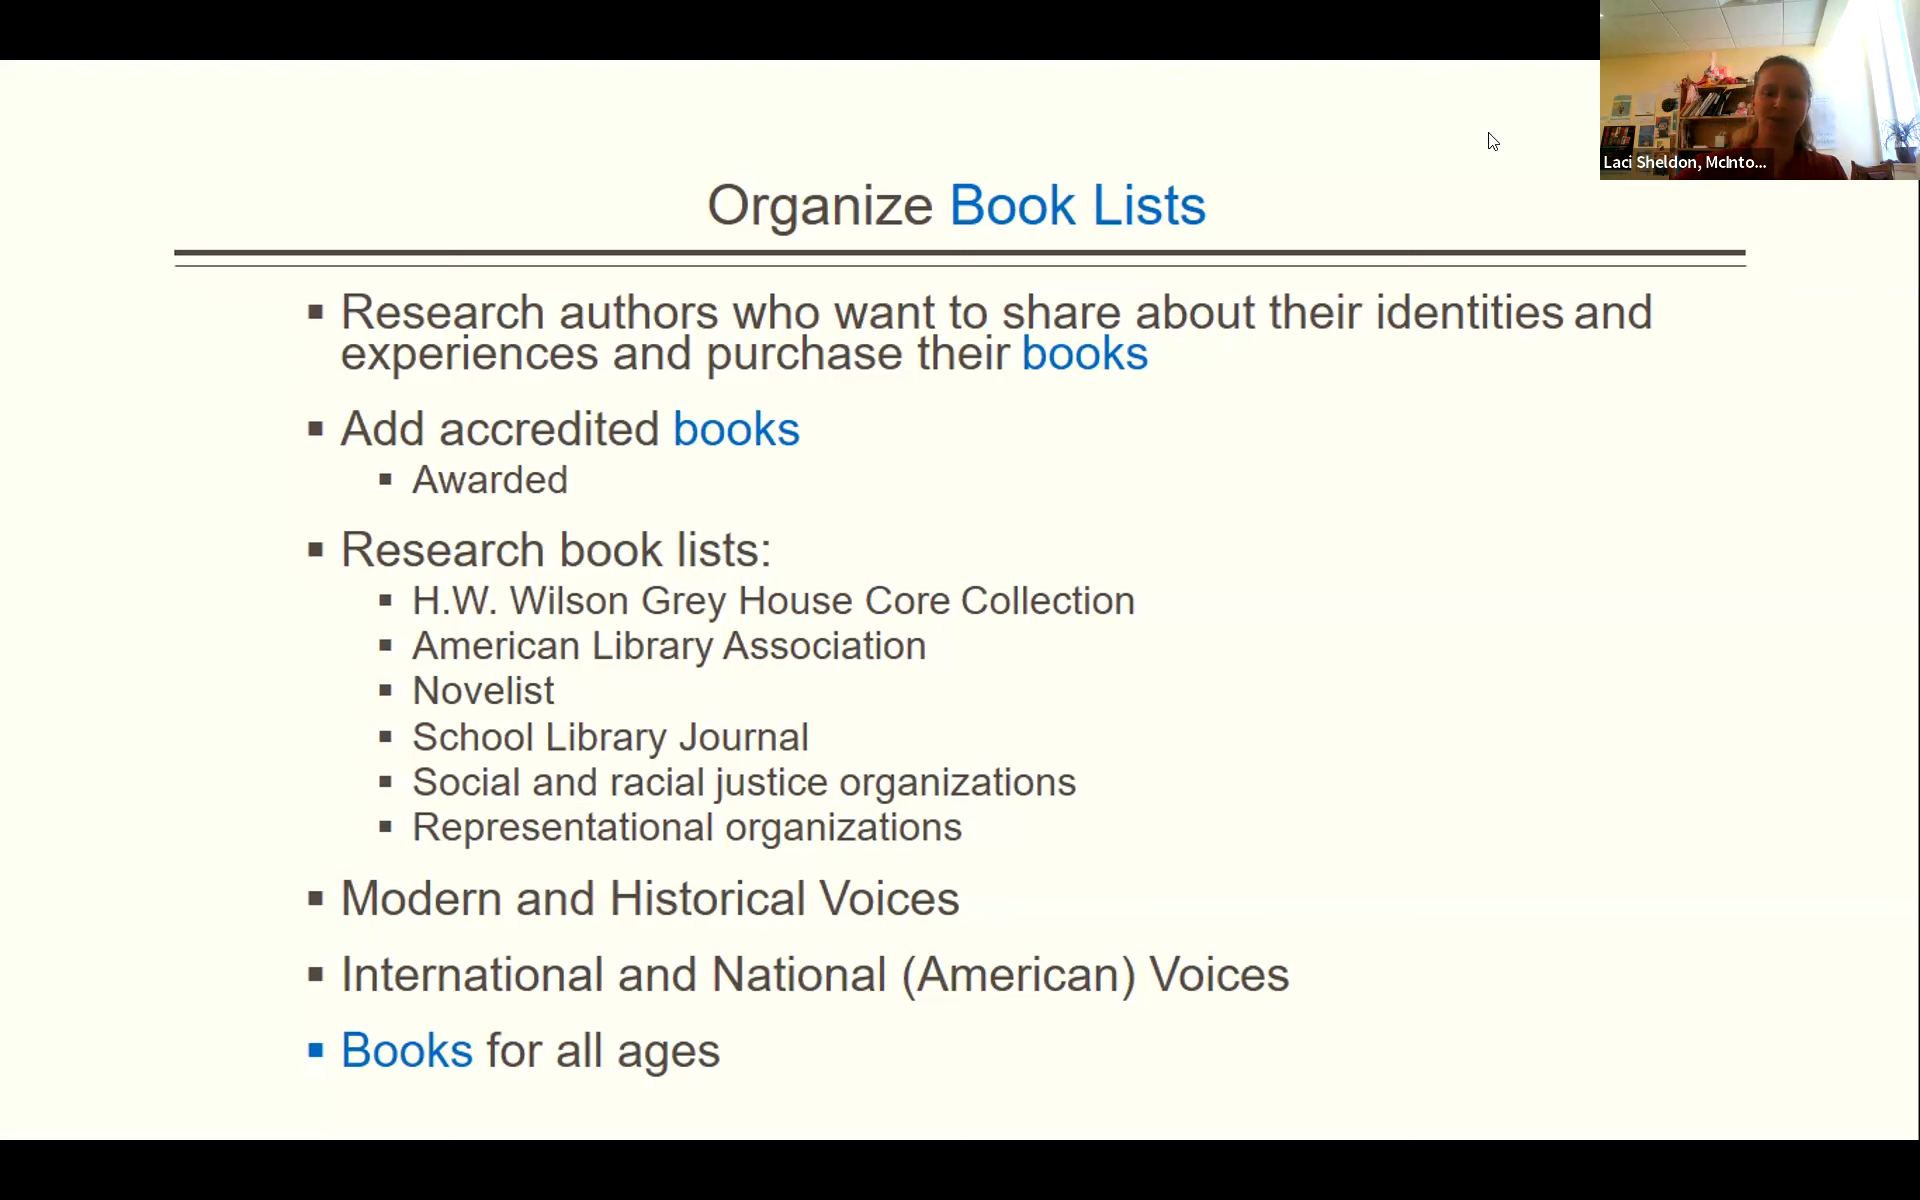 Laci Sheldon, McInto...
Organize Book Lists
▪ Research authors who want to share about their identities and
experiences and purchase their books
▪ Add accredited books
▪ Awarded
▪ Research book lists:
▪ H.W. Wilson Grey House Core Collection
▪ American Library Association
▪ Novelist
▪ School Library Journal
▪ Social and racial justice organizations
▪ Representational organizations
▪ Modern and Historical Voices
▪ International and National (American) Voices
▪ Books for all ages